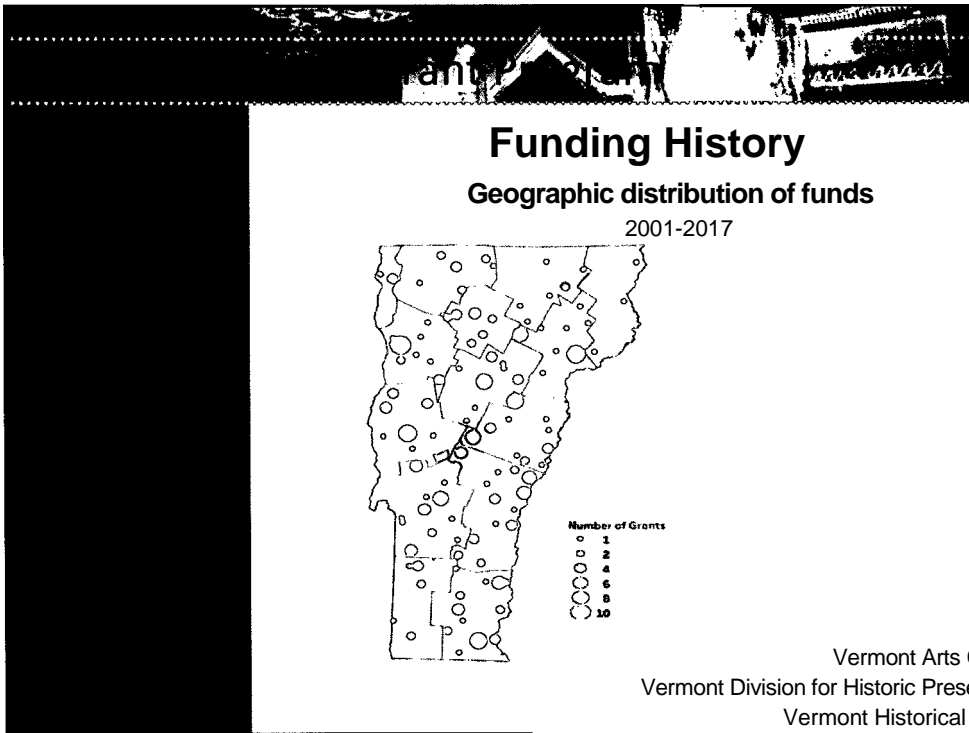 Funding History
Geographic distribution of funds
2001-2017
Number of Grants
1
2
4
6
8
10
Vermont Arts
Vermont Division for Historic
Vermont Historical